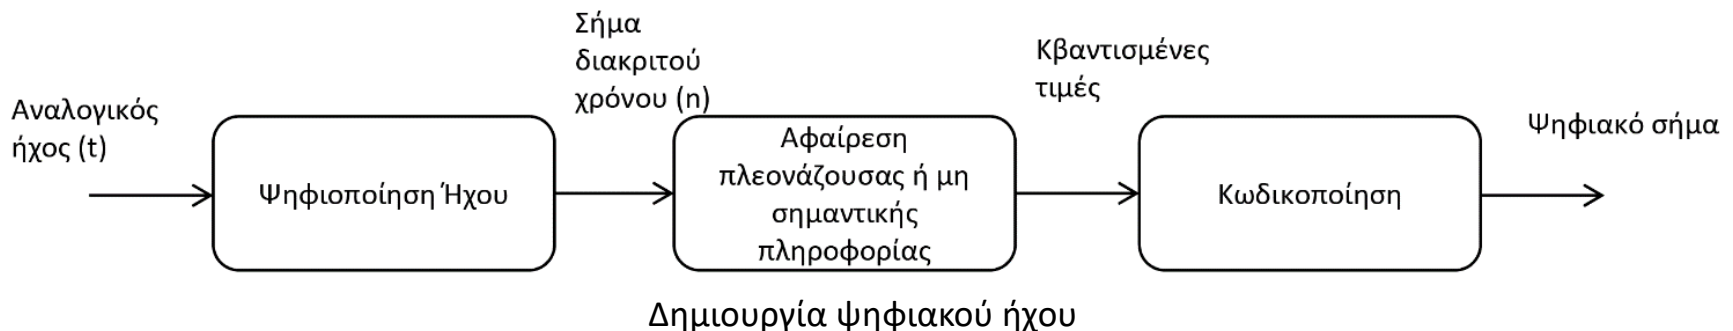 Αναλογικός
ήχος (t)
Ψηφιοποίηση Ήχου
Σήμα
διακριτού
χρόνου (n)
Αφαίρεση
πλεονάζουσας ή μη
σημαντικής
πληροφορίας
Κβαντισμένες
τιμές
Κωδικοποίηση
Ψηφιακό σήμα
Δημιουργία ψηφιακού ήχου